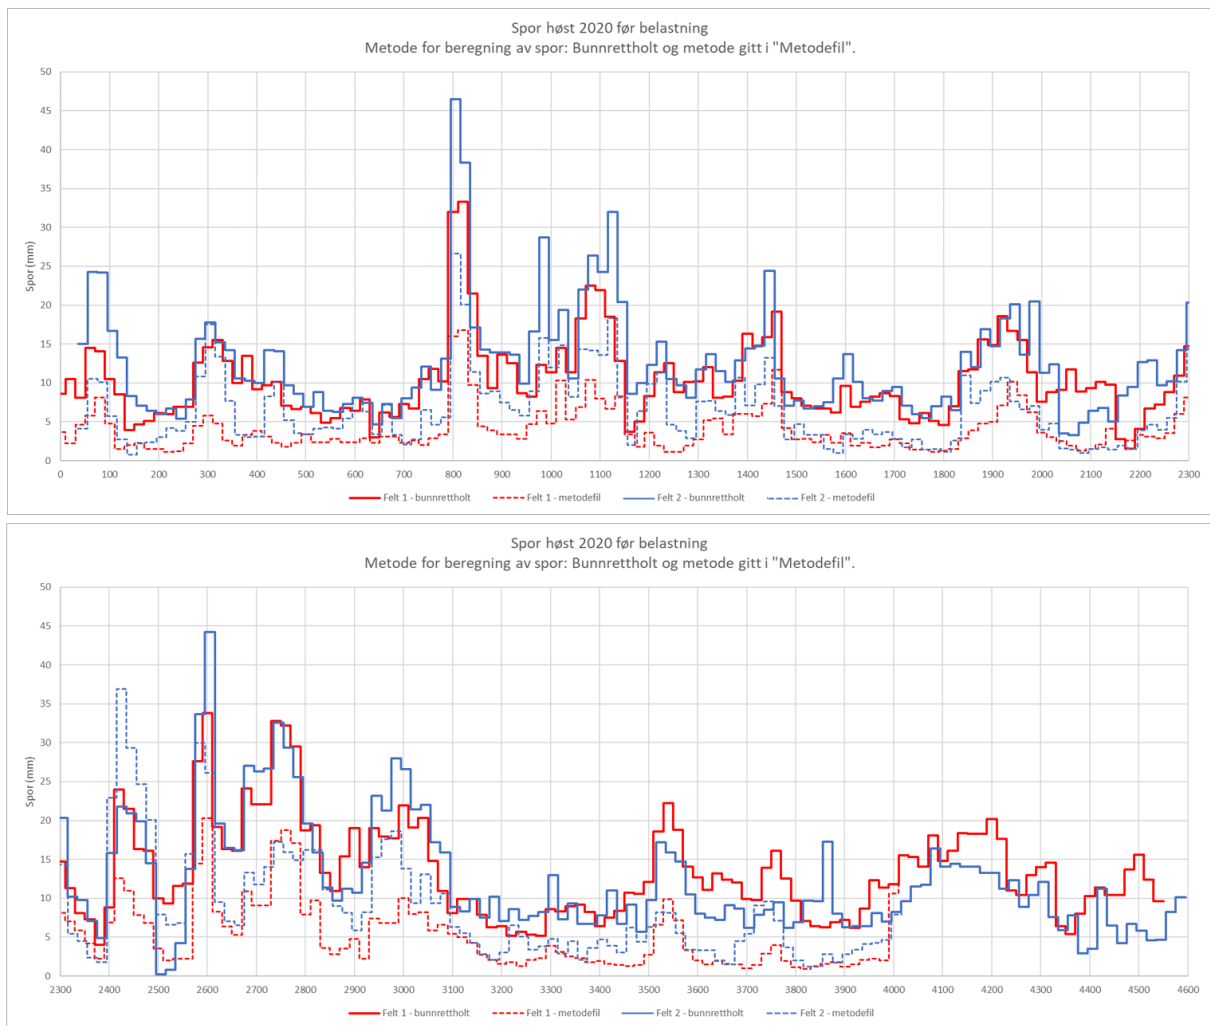 Spor høst 2020 før belastning
Metode for beregning av spor: Bunnrettholt og metode gitt i "Metodefil".
50
45
40
35
30
25
20
15
10
5
0
Spor (mm)
0 100 200 300 400 500 600 700 800 900 1000 1100 1200 1300 1400 1500 1600 1700 1800 1900 2000 2100 2200 2300
Felt 1 - bunnrettholt Felt 1 - metodefil Felt 2 - bunnrettholt Felt 2 - metodefil
Spor høst 2020 før belastning
Metode for beregning av spor: Bunnrettholt og metode gitt i "Metodefil".
50
45
40
35
30
25
20
15
10
5
0
Spor (mm)
2300 2400 2500 2600 2700 2800 2900 3000 3100 3200 3300 3400 3500 3600 3700 3800 3900 4000 4100 4200 4300 4400 4500 4600
Felt 1 - bunnrettholt Felt 1 - metodefil Felt 2 - bunnrettholt Felt 2 - metodefil